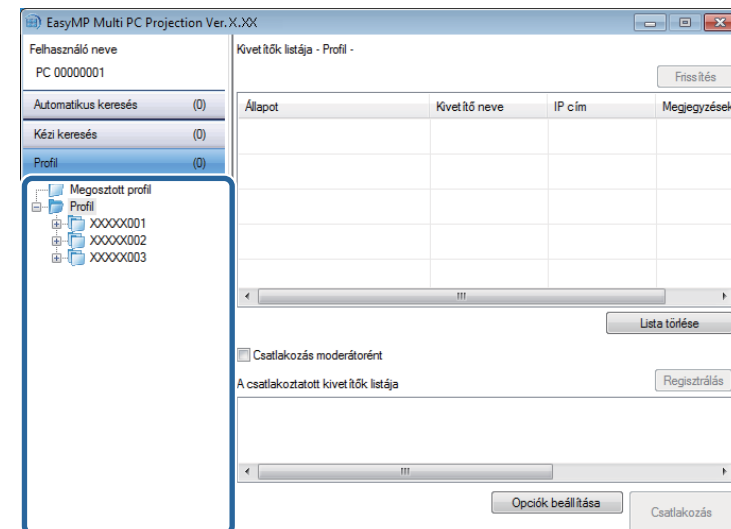 EasyMP Multi PC Projection Ver.X.XX
Felhasználó neve
PC 00000001
Automatikus keresés (0)
Kézi keresés (0)
Profil (0)
Megosztott profil
Profil
XXXXX001
XXXXX002
XXXXX003
Kivetítők listája - Profil -
Frissítés
Állapot Kivetítő neve IP cím Megjegyzések
Lista törlése
Csatlakozás moderátorént
A csatlakoztatott kivetítők listája
Regisztrálás
Opciók beállítása
Csatlakozás